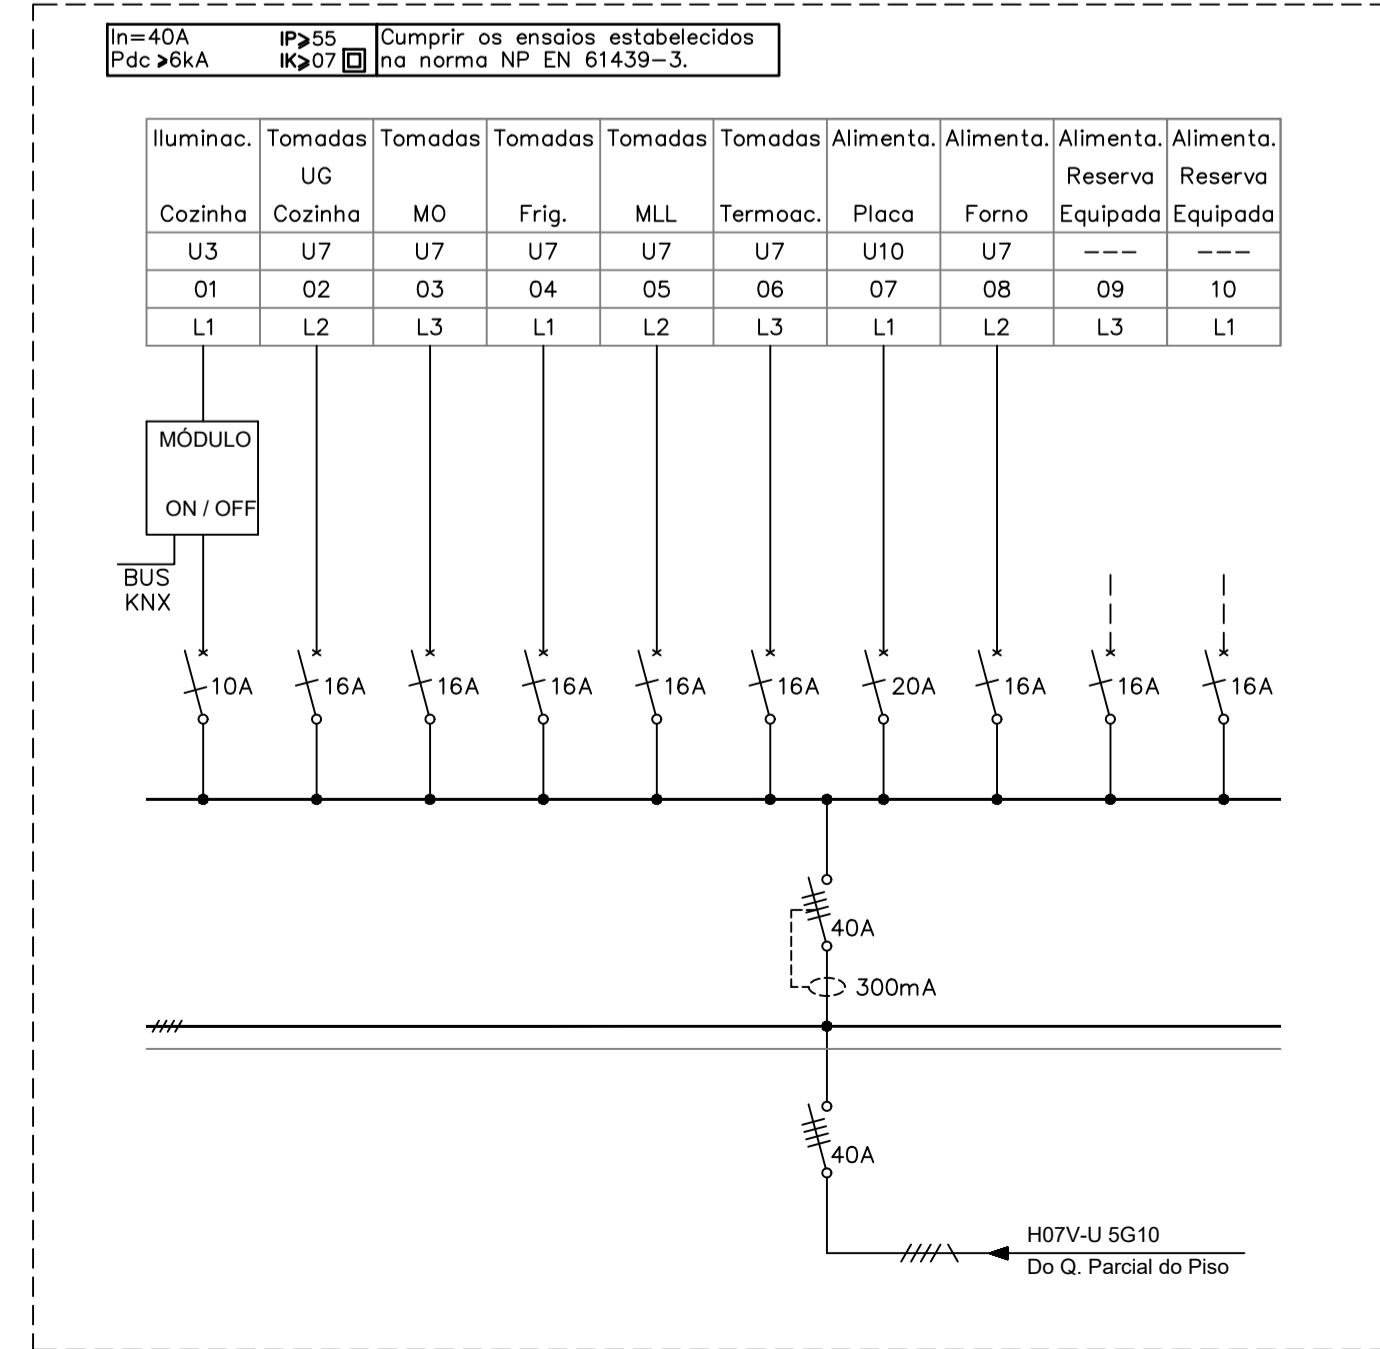 In=40A IP⩾55 Cumprir os ensaios estabelecidos
Pdc ⩾6kA IK⩾07 na norma NP EN 61439-3.
Iluminac. Tomadas Tomadas Tomadas Tomadas Tomadas Alimenta. Alimenta. Alimenta. Alimenta.
UG Reserva Reserva
Cozinha Cozinha MO Frig. MLL Termoac. Placa Forno Equipada Equipada
U3 U7 U7 U7 U7 U7 U10 U7 --- ---
01 02 03 04 05 06 07 08 09 10
L1 L2 L3 L1 L2 L3 L1 L2 L3 L1
MÓDULO
ON / OFF
BUS
KNX
10A 16A 16A 16A 16A 16A 20A 16A 16A 16A
40A
300mA
40A
H07V-U 5G10
Do Q. Parcial do Piso